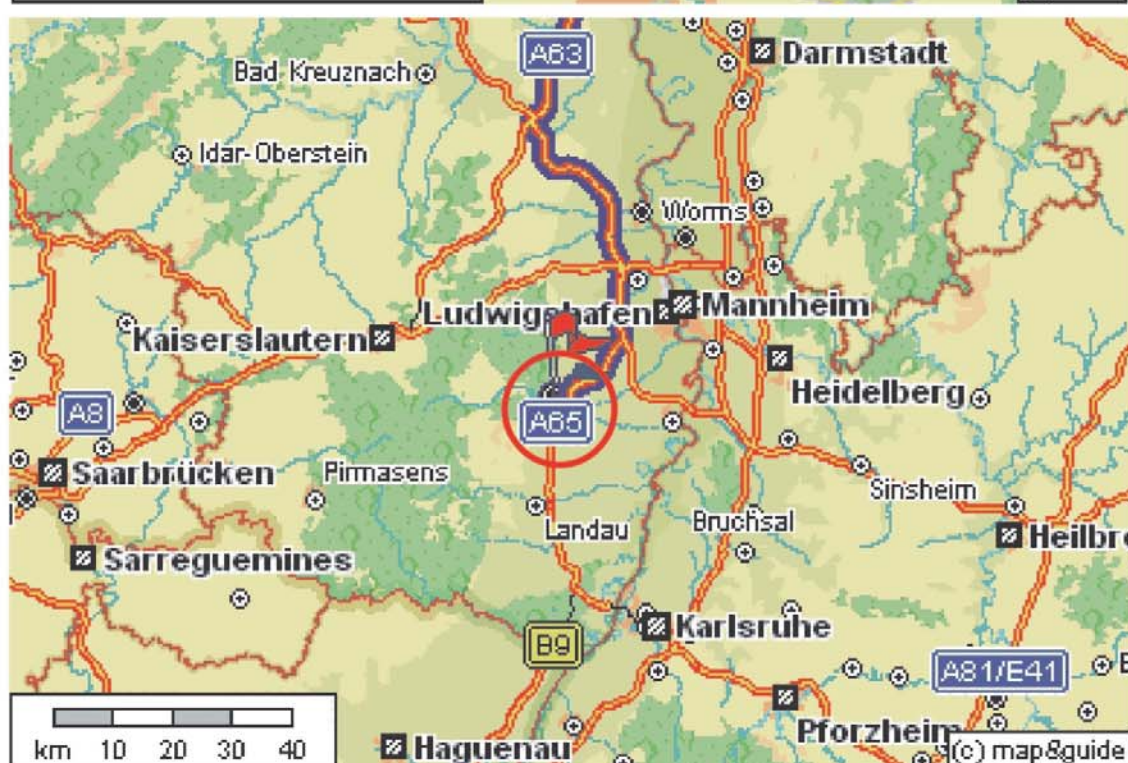 A63
Darmstadt
Bad Kreuznach
Idar-Oberstein
Worms
Ludwigshafen
Mannheim
Kaiserslautern
Heidelberg
A8
A65
Saarbrücken
Pirmasens
Sinsheim
Landau
Bruchsal
Heilbr
Sarreguemines
Karlsruhe
B9
A81/E41
Pforzheim
km 10 20 30 40
Haguenau
(c) map&guide